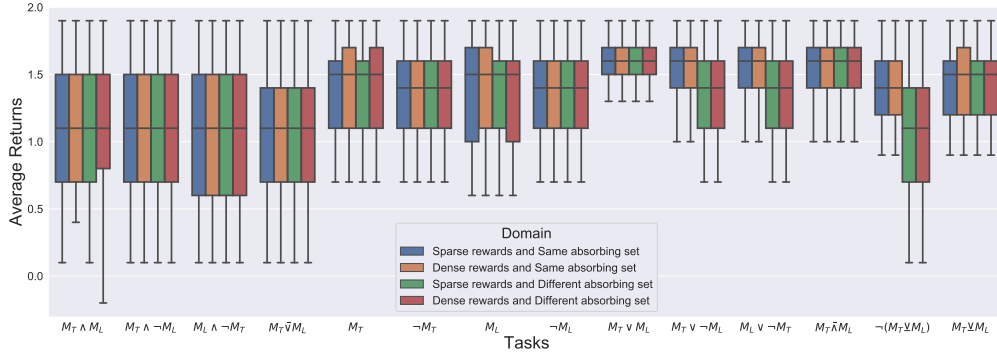 2.0
1.5
1.0
0.5
0.0
Average Returns
Domain
Sparse rewards and Same absorbing set
Dense rewards and Same absorbing set
Sparse rewards and Different absorbing set
Dense rewards and Different absorbing set
M_T ∧ M_L M_T ∧ ¬M_L M_L ∧ ¬M_T M_T ⊽ M_L M_T ¬M_T M_L ¬M_L M_T ∨ M_L M_T ∨ ¬M_L M_L ∨ ¬M_T M_T ⊼ M_L ¬(M_T ⊻ M_L) M_T ⊻ M_L
Tasks